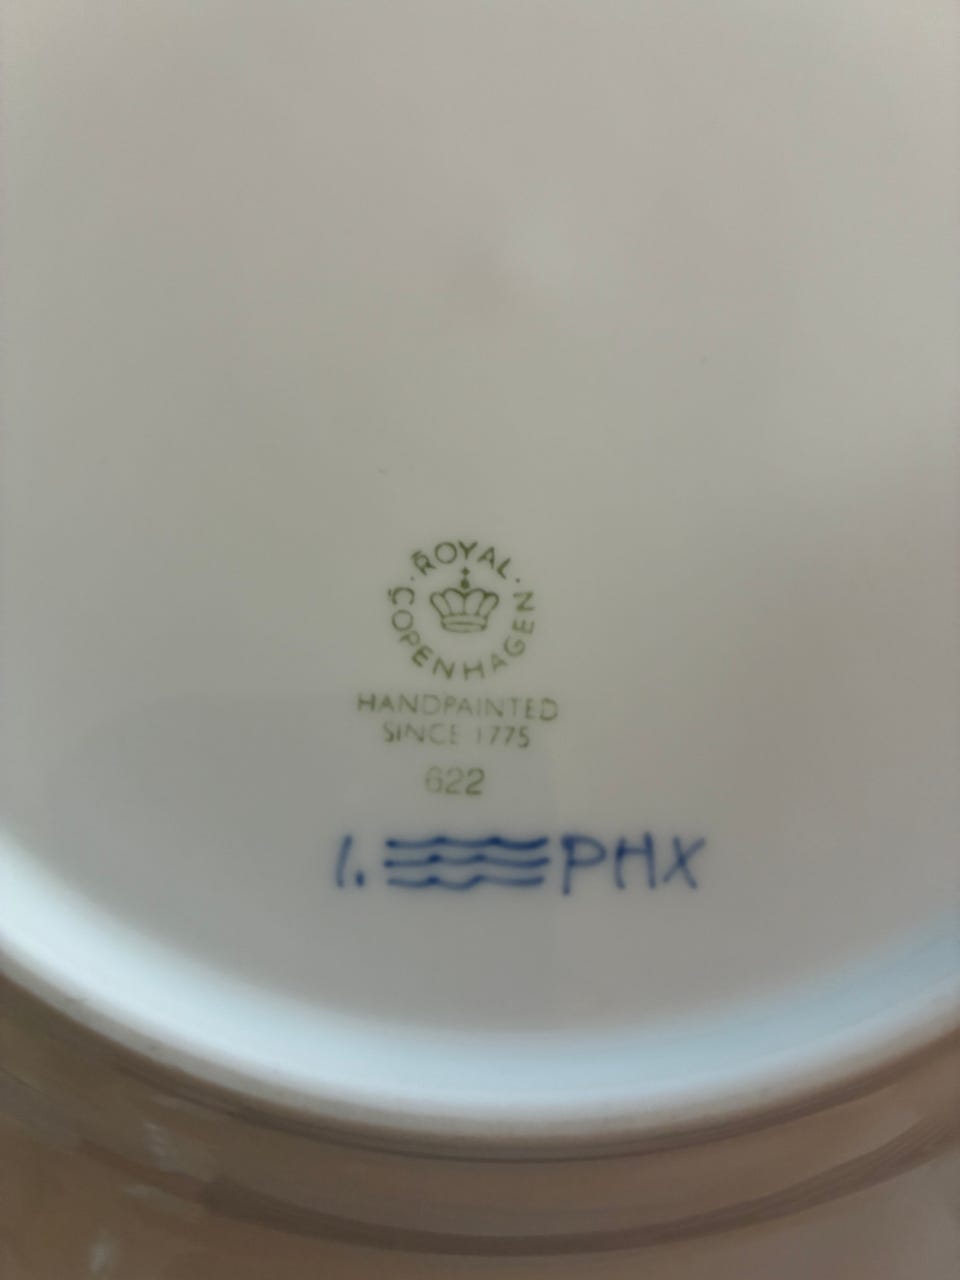 ROYAL · COPENHAGEN ·
HANDPAINTED
SINCE 1775
622
1. PHX